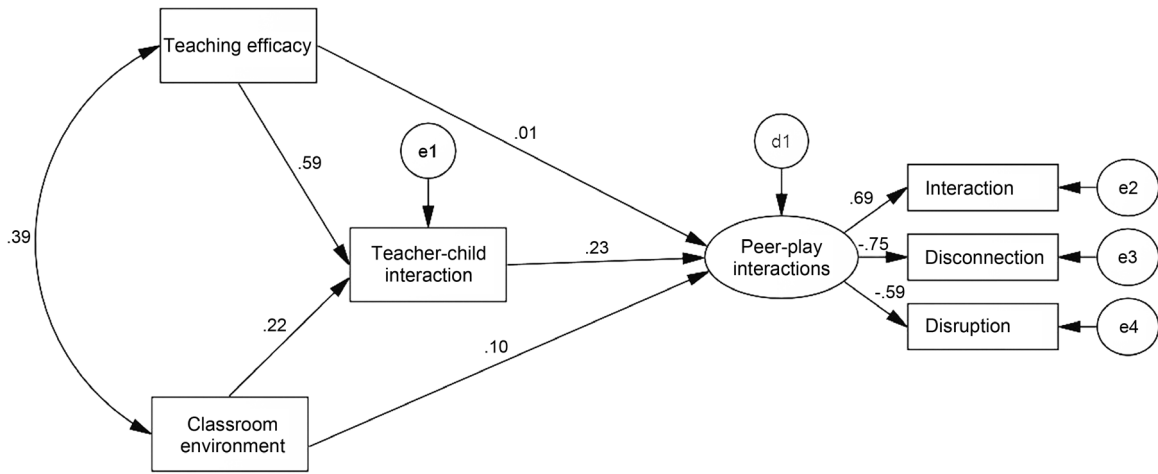 Teaching efficacy
.01
e1
d1
.59
.69
Interaction
e2
.39
Teacher-child
interaction
.23
Peer-play
interactions
-.75
Disconnection
e3
-.59
Disruption
e4
.22
.10
Classroom
environment